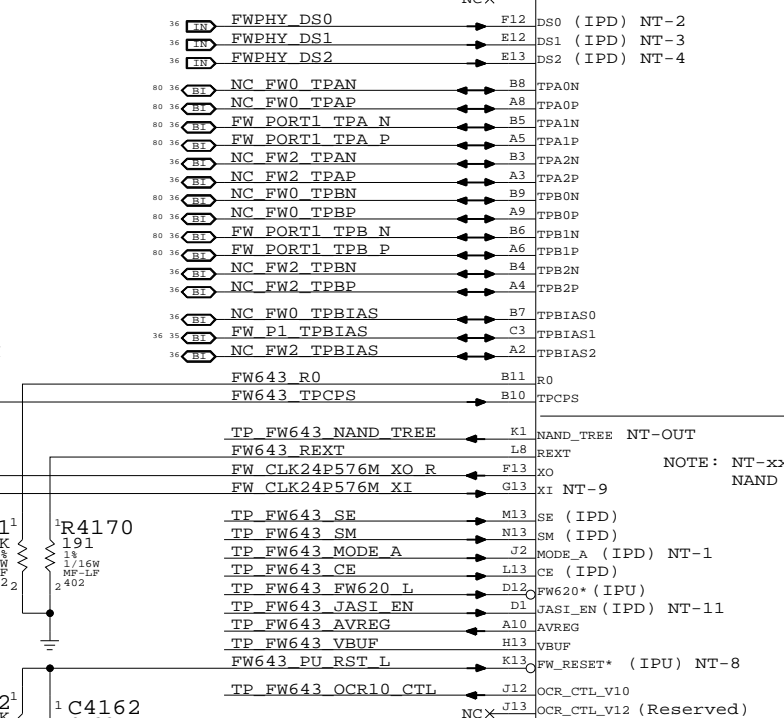 NC
36 IN FWPHY_DS0 F12 DS0 (IPD) NT-2
36 IN FWPHY_DS1 E12 DS1 (IPD) NT-3
36 IN FWPHY_DS2 E13 DS2 (IPD) NT-4
80 36 BI NC_FW0_TPAN B8 TPA0N
80 36 BI NC_FW0_TPAP A8 TPA0P
80 36 BI FW_PORT1_TPA_N B5 TPA1N
80 36 BI FW_PORT1_TPA_P A5 TPA1P
36 BI NC_FW2_TPAN B3 TPA2N
36 BI NC_FW2_TPAP A3 TPA2P
80 36 BI NC_FW0_TPBN B9 TPB0N
80 36 BI NC_FW0_TPBP A9 TPB0P
80 36 BI FW_PORT1_TPB_N B6 TPB1N
80 36 BI FW_PORT1_TPB_P A6 TPB1P
36 BI NC_FW2_TPBN B4 TPB2N
36 BI NC_FW2_TPBP A4 TPB2P
36 BI NC_FW0_TPBIAS B7 TPBIAS0
36 35 BI FW_P1_TPBIAS C3 TPBIAS1
36 BI NC_FW2_TPBIAS A2 TPBIAS2
FW643_R0 B11 R0
FW643_TPCPS B10 TPCPS
TP_FW643_NAND_TREE K1 NAND_TREE NT-OUT
FW643_REXT L8 REXT
NOTE: NT-xx
FW_CLK24P576M_XO_R F13 XO
NAND
FW_CLK24P576M_XI G13 XI NT-9
TP_FW643_SE M13 SE (IPD)
TP_FW643_SM N13 SM (IPD)
TP_FW643_MODE_A J2 MODE_A (IPD) NT-1
TP_FW643_CE L13 CE (IPD)
TP_FW643_FW620_L D12 FW620* (IPU)
TP_FW643_JASI_EN D1 JASI_EN (IPD) NT-11
TP_FW643_AVREG A10 AVREG
TP_FW643_VBUF H13 VBUF
FW643_PU_RST_L K13 FW_RESET* (IPU) NT-8
TP_FW643_OCR10_CTL J12 OCR_CTL_V10
NC J13 OCR_CTL_V12 (Reserved)
1 R4170
191
1%
1/16W
MF-LF
2 402
1 C4162